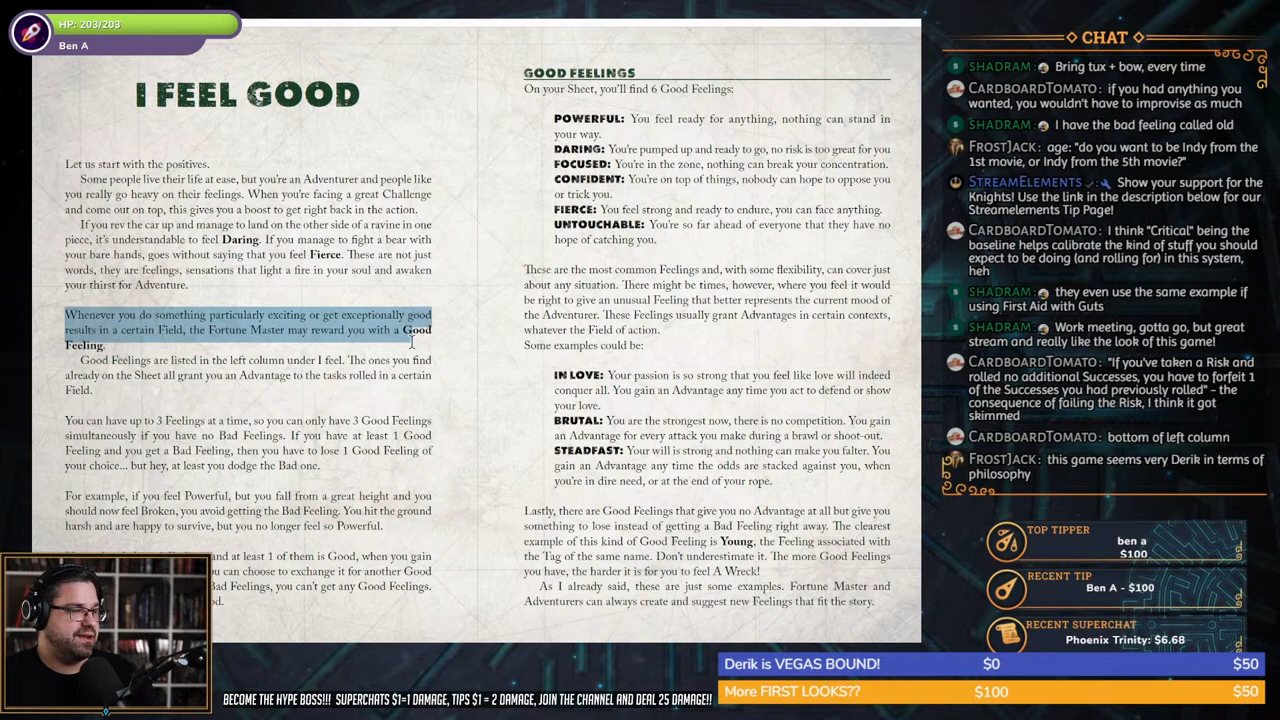 HP: 203/203
Ben A
I FEEL GOOD
Let us start with the positives.
Some people live their life at ease, but you're an Adventurer and people like
you really go heavy on their feelings. When you're facing a great Challenge
and come out on top, this gives you a boost to get right back in the action.
If you rev the car up and manage to land on the other side of a ravine in one
piece, it's understandable to feel Daring. If you manage to fight a bear with
your bare hands, goes without saying that you feel Fierce. These are not just
words, they are feelings, sensations that light a fire in your soul and awaken
your thirst for Adventure.
Whenever you do something particularly exciting or get exceptionally good
results in a certain Field, the Fortune Master may reward you with a Good
Feeling.
Good Feelings are listed in the left column under I feel. The ones you find
already on the Sheet all grant you an Advantage to the tasks rolled in a certain
Field.
You can have up to 3 Feelings at a time, so you can only have 3 Good Feelings
simultaneously if you have no Bad Feelings. If you have at least 1 Good
Feeling and you get a Bad Feeling, then you have to lose 1 Good Feeling of
your choice... but hey, at least you dodge the Bad one.
For example, if you feel Powerful, but you fall from a great height and you
should now feel Broken, you avoid getting the Bad Feeling. You hit the ground
harsh and are happy to survive, but you no longer feel so Powerful.
and at least 1 of them is Good, when you gain
can choose to exchange it for another Good
Bad Feelings, you can't get any Good Feelings.
GOOD FEELINGS
On your Sheet, you'll find 6 Good Feelings:
POWERFUL: You feel ready for anything, nothing can stand in
your way.
DARING: You're pumped up and ready to go, no risk is too great for you
FOCUSED: You're in the zone, nothing can break your concentration.
CONFIDENT: You're on top of things, nobody can hope to oppose you
or trick you.
FIERCE: You feel strong and ready to endure, you can face anything.
UNTOUCHABLE: You're so far ahead of everyone that they have no
hope of catching you.
These are the most common Feelings and, with some flexibility, can cover just
about any situation. There might be times, however, where you feel it would
be right to give an unusual Feeling that better represents the current mood of
the Adventurer. These Feelings usually grant Advantages in certain contexts,
whatever the Field of action.
Some examples could be:
IN LOVE: Your passion is so strong that you feel like love will indeed
conquer all. You gain an Advantage any time you act to defend or show
your love.
BRUTAL: You are the strongest now, there is no competition. You gain
an Advantage for every attack you make during a brawl or shoot-out.
STEADFAST: Your will is strong and nothing can make you falter. You
gain an Advantage any time the odds are stacked against you, when
you're in dire need, or at the end of your rope.
Lastly, there are Good Feelings that give you no Advantage at all but give you
something to lose instead of getting a Bad Feeling right away. The clearest
example of this kind of Good Feeling is Young, the Feeling associated with
the Tag of the same name. Don't underestimate it. The more Good Feelings
you have, the harder it is for you to feel A Wreck!
As I already said, these are just some examples. Fortune Master and
Adventurers can always create and suggest new Feelings that fit the story.
CHAT
SHADRAM: Bring tux + bow, every time
CARDBOARDTOMATO: if you had anything you
wanted, you wouldn't have to improvise as much
SHADRAM: I have the bad feeling called old
FROSTJACK: age: "do you want to be Indy from the
1st movie, or Indy from the 5th movie?"
STREAMELEMENTS: Show your support for the
Knights! Use the link in the description below for our
Streamelements Tip Page!
CARDBOARDTOMATO: I think "Critical" being the
baseline helps calibrate the kind of stuff you should
expect to be doing (and rolling for) in this system,
heh
SHADRAM: they even use the same example if
using First Aid with Guts
SHADRAM: Work meeting, gotta go, but great
stream and really like the look of this game!
CARDBOARDTOMATO: "If you've taken a Risk and
rolled no additional Successes, you have to forfeit 1
of the Successes you had previously rolled" - the
consequence of failing the Risk, I think it got
skimmed
CARDBOARDTOMATO: bottom of left column
FROSTJACK: this game seems very Derik in terms of
philosophy
TOP TIPPER
ben a
$100
RECENT TIP
Ben A - $100
RECENT SUPERCHAT
Phoenix Trinity: $6.68
Derik is VEGAS BOUND! $0 $50
More FIRST LOOKS?? $100 $50
BECOME THE HYPE BOSS!!! SUPERCHATS $1=1 DAMAGE, TIPS $1 = 2 DAMAGE, JOIN THE CHANNEL AND DEAL 25 DAMAGE!!